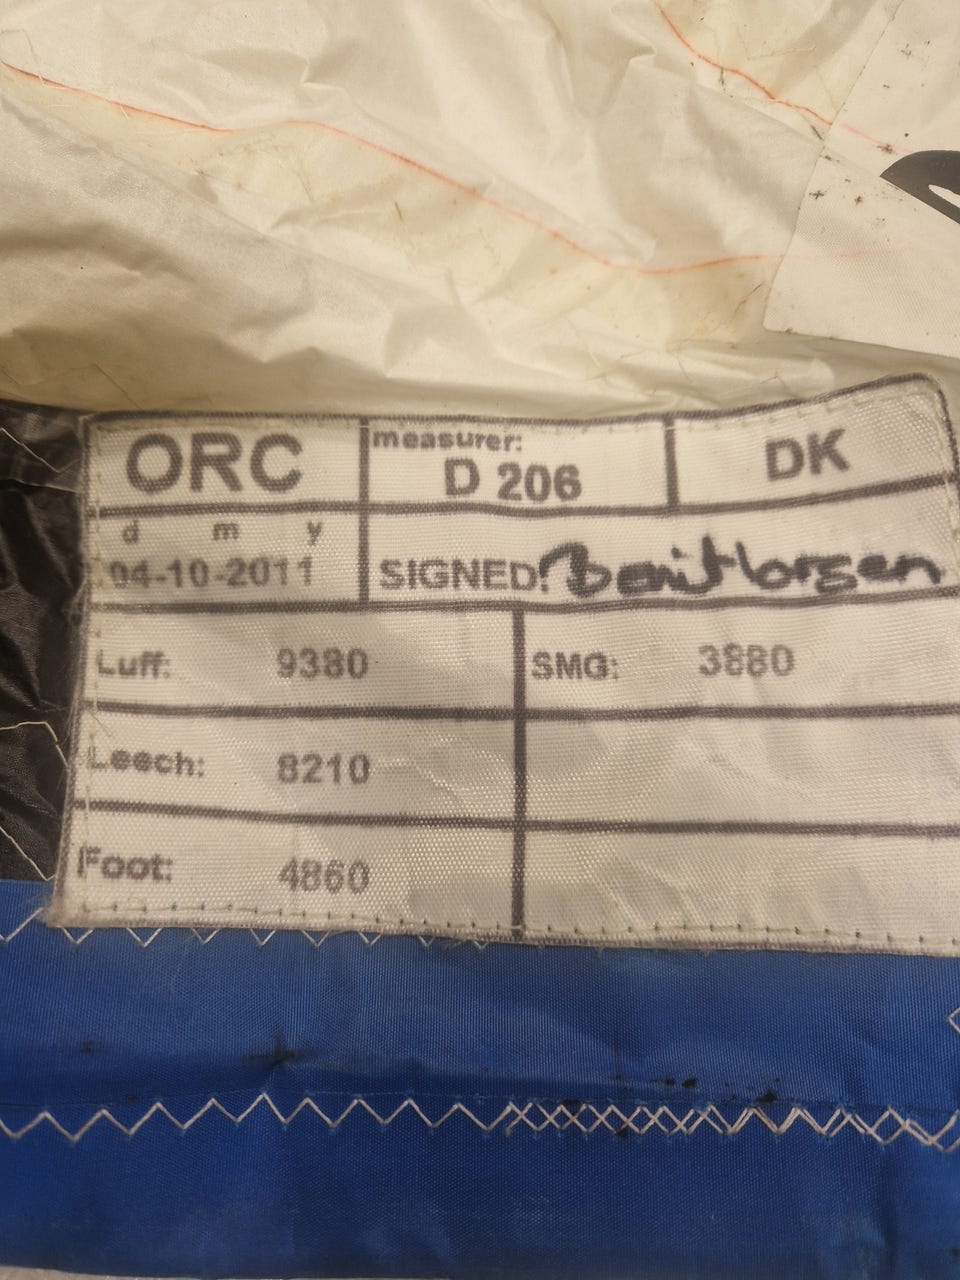 ORC
measurer:
D 206
DK
d m y
04-10-2011
SIGNED:
Luff: 9380
SMG: 3880
Leech: 8210
Foot: 4860